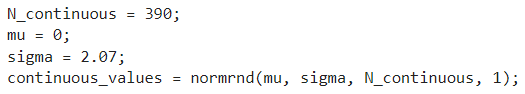 N_continuous = 390;
mu = 0;
sigma = 2.07;
continuous_values = normrnd(mu, sigma, N_continuous, 1);